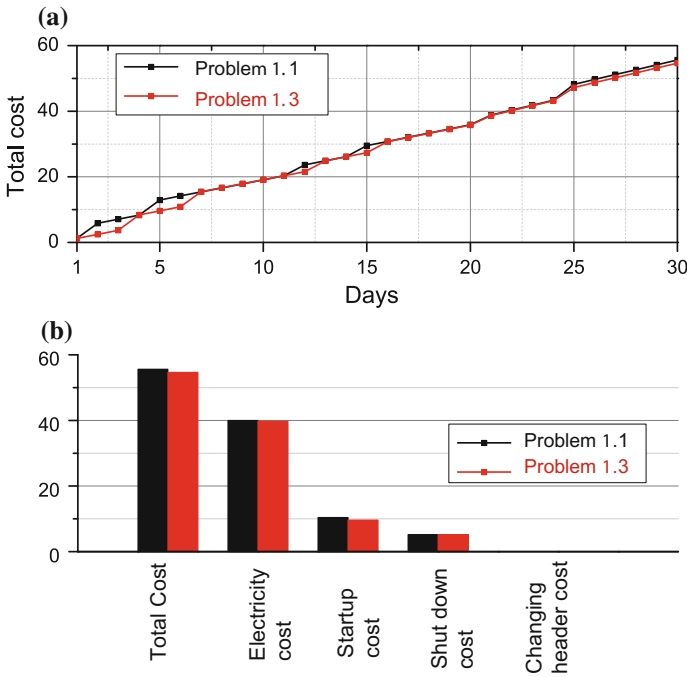 (a)
60
40
20
0
Total cost
Problem 1.1
Problem 1.3
1
5
10
15
20
25
30
Days
(b)
60
40
20
0
Problem 1.1
Problem 1.3
Total Cost
Electricity
cost
Startup
cost
Shut down
cost
Changing
header cost